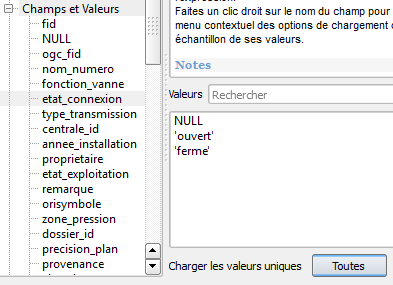 Champs et Valeurs
fid
NULL
ogc_fid
nom_numero
fonction_vanne
etat_connexion
type_transmission
centrale_id
annee_installation
proprietaire
etat_exploitation
remarque
orisymbole
zone_pression
dossier_id
precision_plan
provenance
Faites un clic droit sur le nom du champ pour
menu contextuel des options de chargement d
échantillon de ses valeurs.
Notes
Valeurs Rechercher
NULL
'ouvert'
'ferme'
Charger les valeurs uniques Toutes